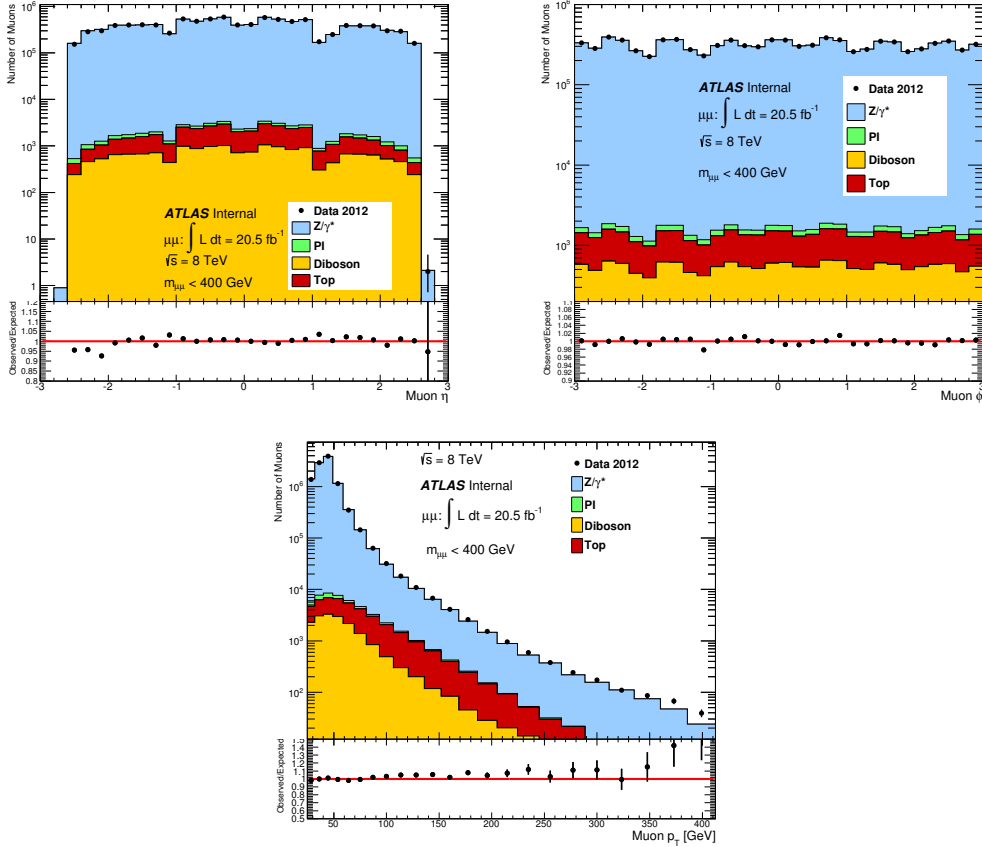 Number of Muons
10⁶
10⁵
10⁴
10³
10²
10
1
ATLAS Internal
μμ: ∫ L dt = 20.5 fb⁻¹
√s = 8 TeV
m_μμ < 400 GeV
Data 2012
Z/γ*
PI
Diboson
Top
Observed/Expected
1.2
1.15
1.1
1.05
1
0.95
0.9
0.85
0.8
-3 -2 -1 0 1 2 3
Muon η
Number of Muons
10⁶
10⁵
10⁴
10³
ATLAS Internal
μμ: ∫ L dt = 20.5 fb⁻¹
√s = 8 TeV
m_μμ < 400 GeV
Data 2012
Z/γ*
PI
Diboson
Top
Observed/Expected
1.1
1.08
1.06
1.04
1.02
1
0.98
0.96
0.94
0.92
0.9
-3 -2 -1 0 1 2 3
Muon ϕ
Number of Muons
10⁶
10⁵
10⁴
10³
10²
√s = 8 TeV
ATLAS Internal
μμ: ∫ L dt = 20.5 fb⁻¹
m_μμ < 400 GeV
Data 2012
Z/γ*
PI
Diboson
Top
Observed/Expected
1.5
1.4
1.3
1.2
1.1
1
0.9
0.8
0.7
0.6
0.5
50 100 150 200 250 300 350 400
Muon p_T [GeV]